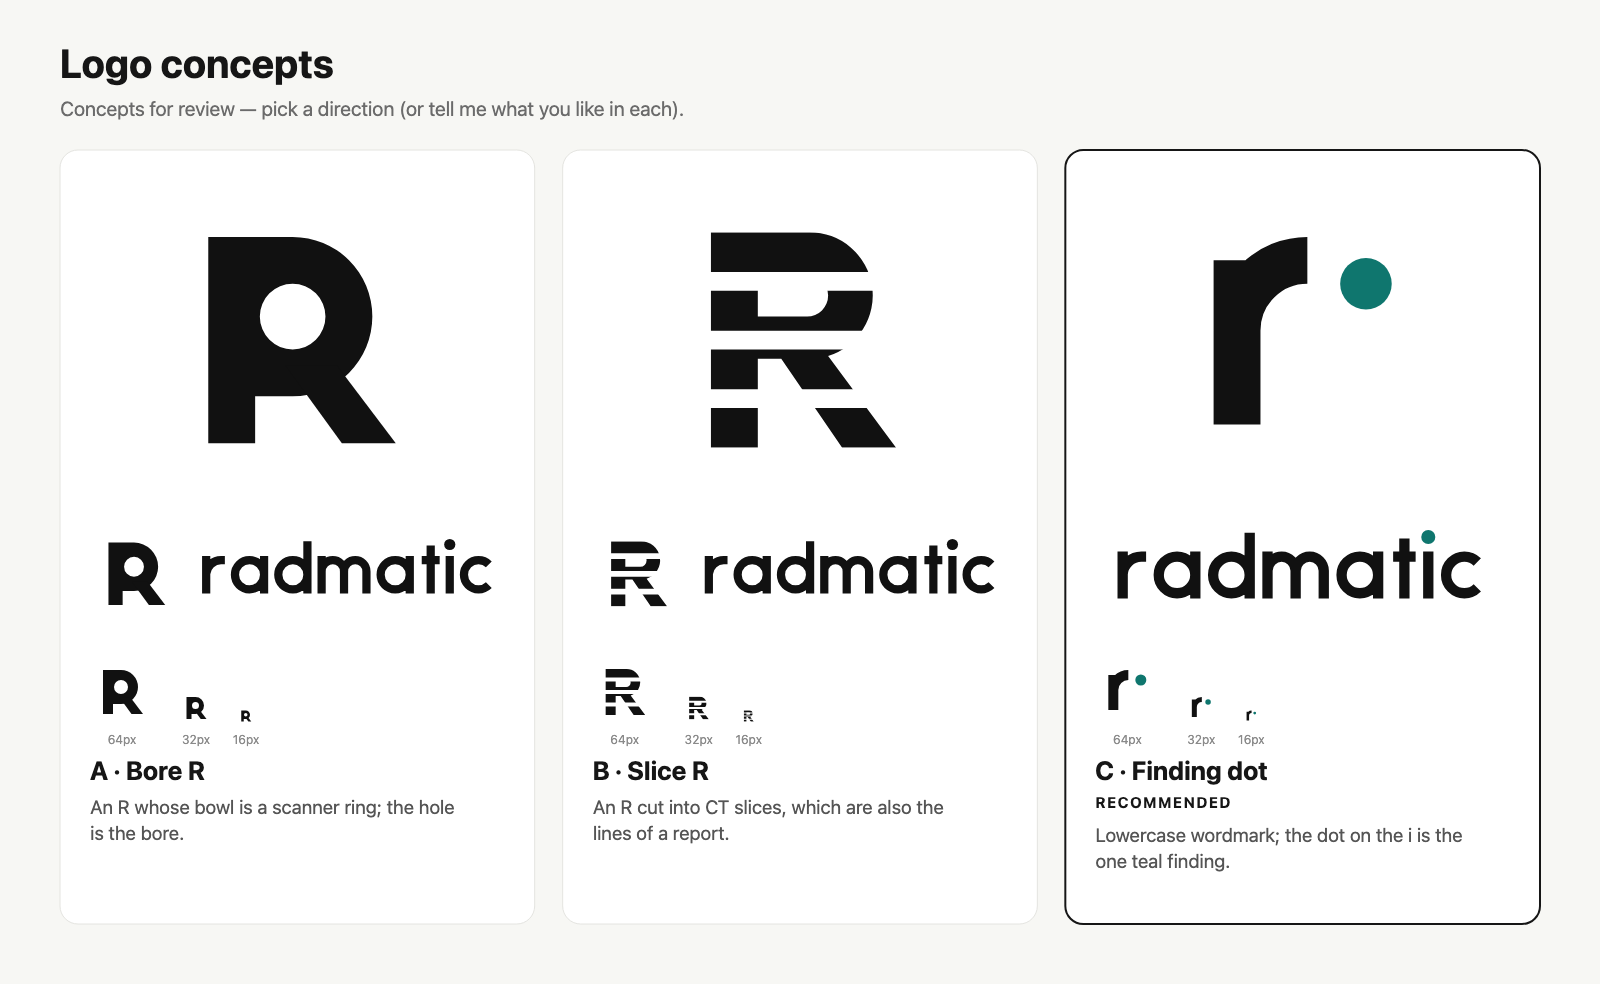 Logo concepts
Concepts for review — pick a direction (or tell me what you like in each).
R
radmatic
R
R
R
R
64px
32px
16px
A · Bore R
An R whose bowl is a scanner ring; the hole
is the bore.
R
radmatic
R
R
R
R
64px
32px
16px
B · Slice R
An R cut into CT slices, which are also the
lines of a report.
r
radmatic
r
r
r
64px
32px
16px
C · Finding dot
RECOMMENDED
Lowercase wordmark; the dot on the i is the
one teal finding.